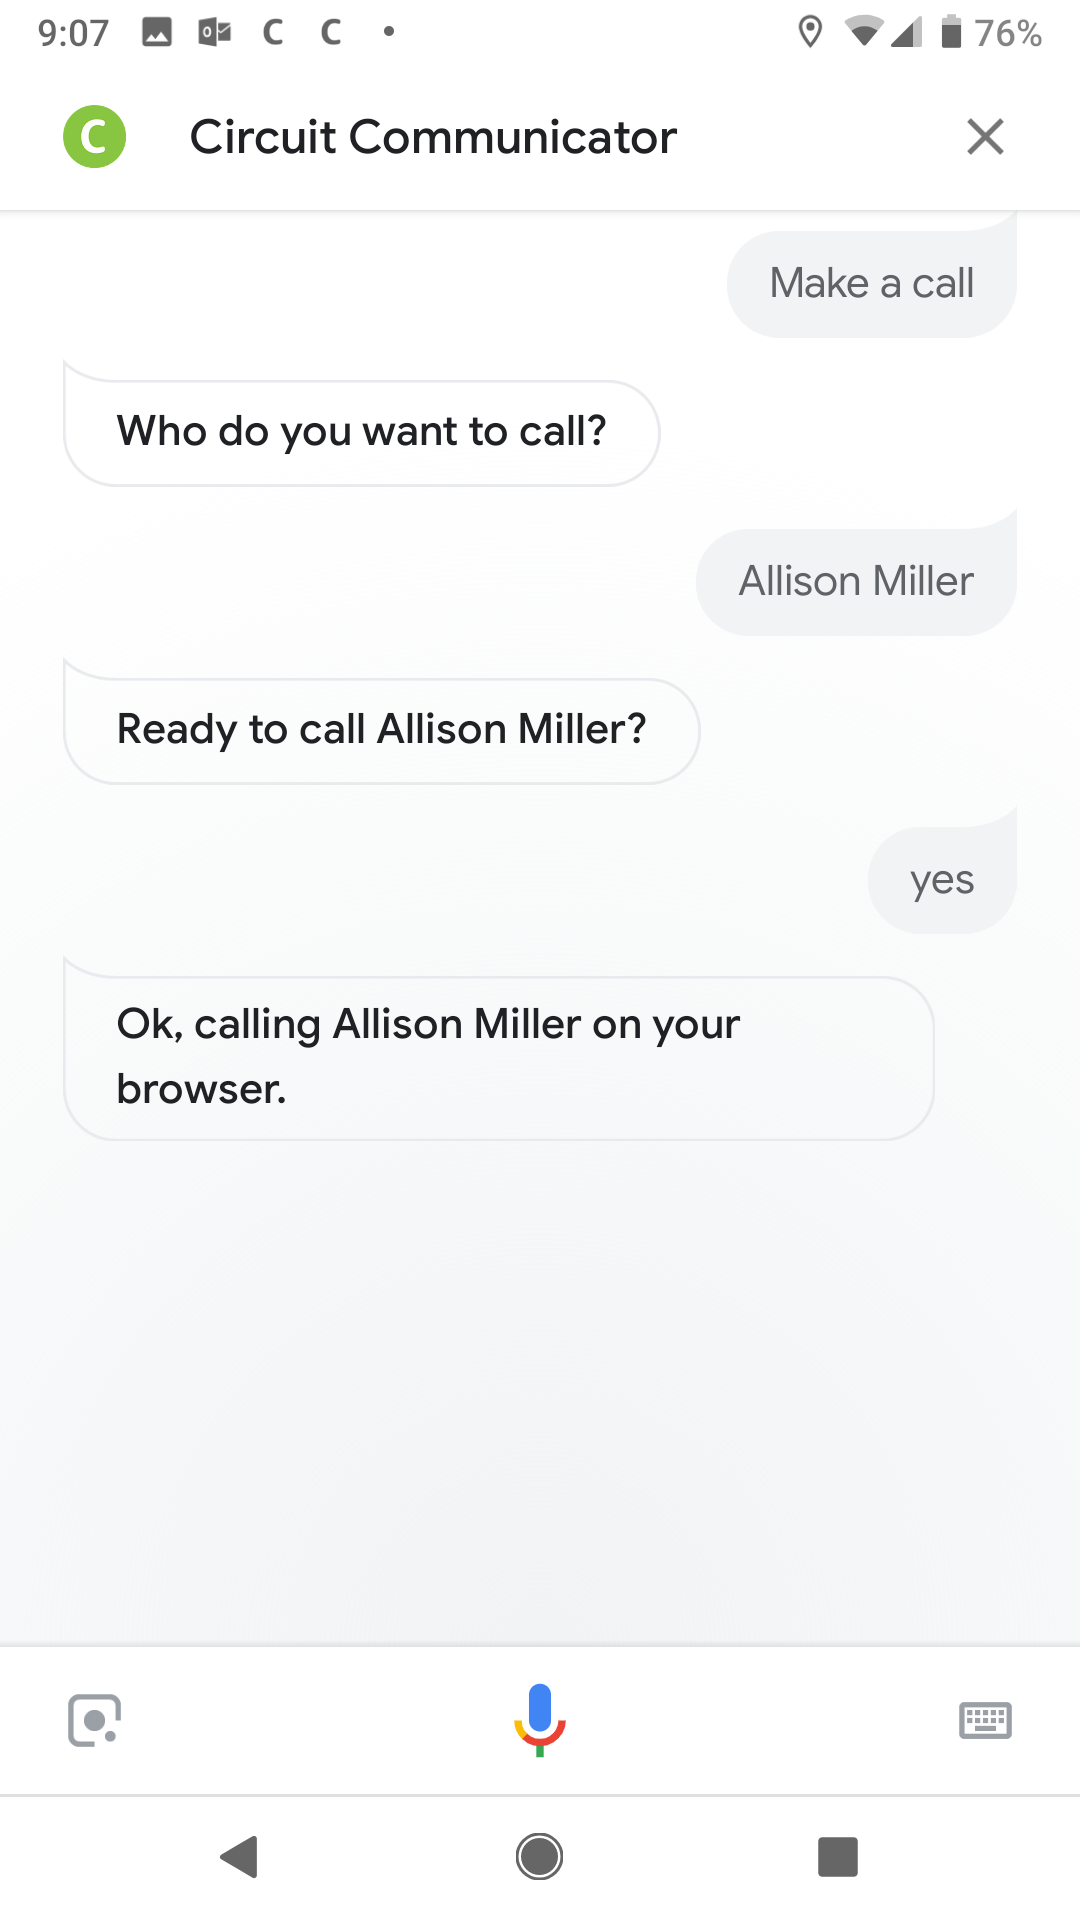 9:07 C C 76%
C Circuit Communicator
Make a call
Who do you want to call?
Allison Miller
Ready to call Allison Miller?
yes
Ok, calling Allison Miller on your
browser.